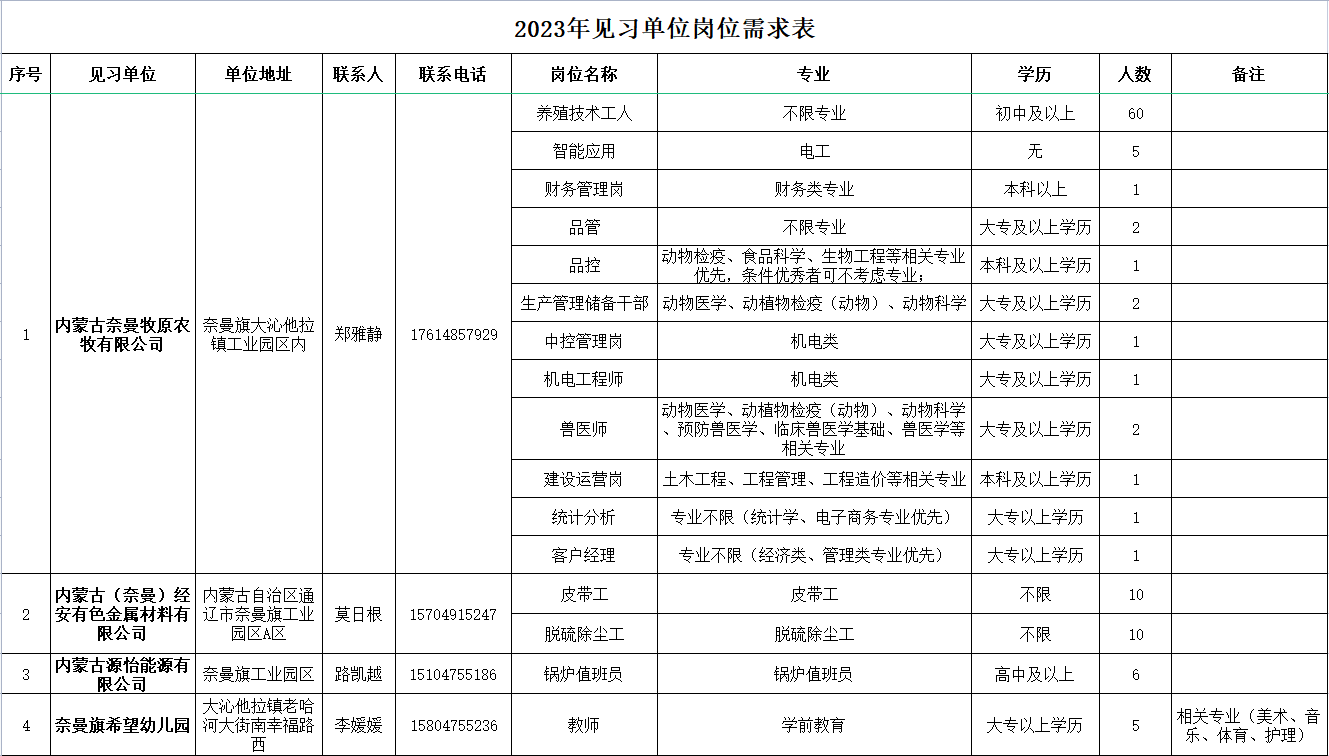 2023年见习单位岗位需求表
序号 见习单位 单位地址 联系人 联系电话 岗位名称 专业 学历 人数 备注
1
内蒙古奈曼牧原农
牧有限公司
奈曼旗大沁他拉
镇工业园区内
郑雅静
17614857929
养殖技术工人 不限专业 初中及以上 60
智能应用 电工 无 5
财务管理岗 财务类专业 本科以上 1
品管 不限专业 大专及以上学历 2
品控
动物检疫、食品科学、生物工程等相关专业
优先，条件优秀者可不考虑专业；
本科及以上学历 1
生产管理储备干部 动物医学、动植物检疫（动物）、动物科学 大专及以上学历 2
中控管理岗 机电类 大专及以上学历 1
机电工程师 机电类 大专及以上学历 1
兽医师
动物医学、动植物检疫（动物）、动物科学
、预防兽医学、临床兽医学基础、兽医学等
相关专业
大专及以上学历 2
建设运营岗 土木工程、工程管理、工程造价等相关专业 本科及以上学历 1
统计分析 专业不限（统计学、电子商务专业优先） 大专以上学历 1
客户经理 专业不限（经济类、管理类专业优先） 大专以上学历 1
2
内蒙古（奈曼）经
安有色金属材料有
限公司
内蒙古自治区通
辽市奈曼旗工业
园区A区
莫日根
15704915247
皮带工 皮带工 不限 10
脱硫除尘工 脱硫除尘工 不限 10
3
内蒙古源怡能源有
限公司
奈曼旗工业园区 路凯越 15104755186 锅炉值班员 锅炉值班员 高中及以上 6
4
奈曼旗希望幼儿园
大沁他拉镇老哈
河大街南幸福路
西
李媛媛 15804755236 教师 学前教育 大专以上学历 5
相关专业（美术、音
乐、体育、护理）